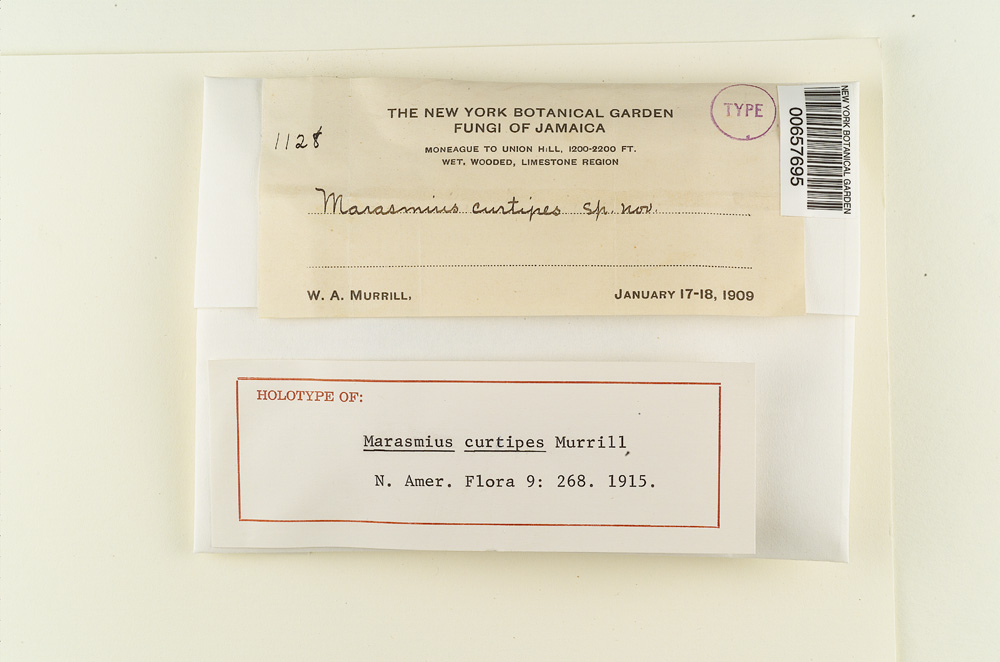 THE NEW YORK BOTANICAL GARDEN
FUNGI OF JAMAICA
MONEAGUE TO UNION HILL, 1200-2200 FT.
WET, WOODED, LIMESTONE REGION
1128
TYPE
NEW YORK BOTANICAL GARDEN
00657695
Marasmius curtipes sp. nov.
W. A. MURRILL,
JANUARY 17-18, 1909
HOLOTYPE OF:
Marasmius curtipes Murrill,
N. Amer. Flora 9: 268. 1915.